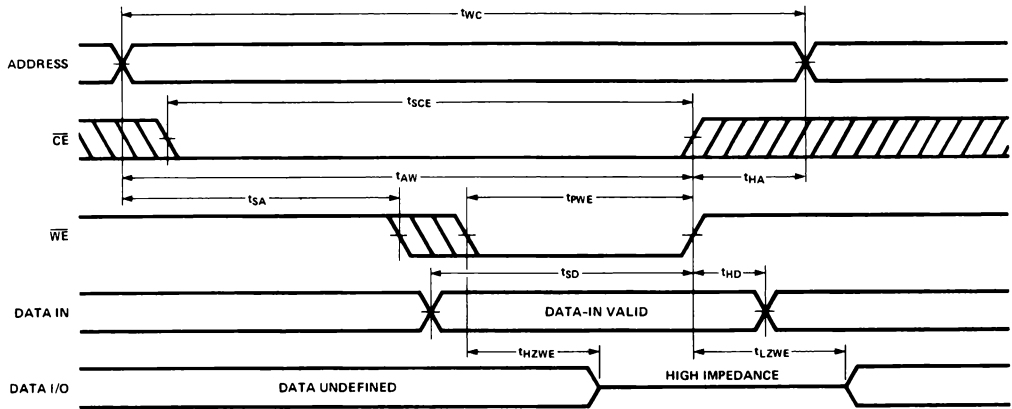 tWC
ADDRESS
tSCE
CE
tAW
tHA
tSA
tPWE
WE
tSD
tHD
DATA IN
DATA-IN VALID
tHZWE
tLZWE
DATA I/O
DATA UNDEFINED
HIGH IMPEDANCE